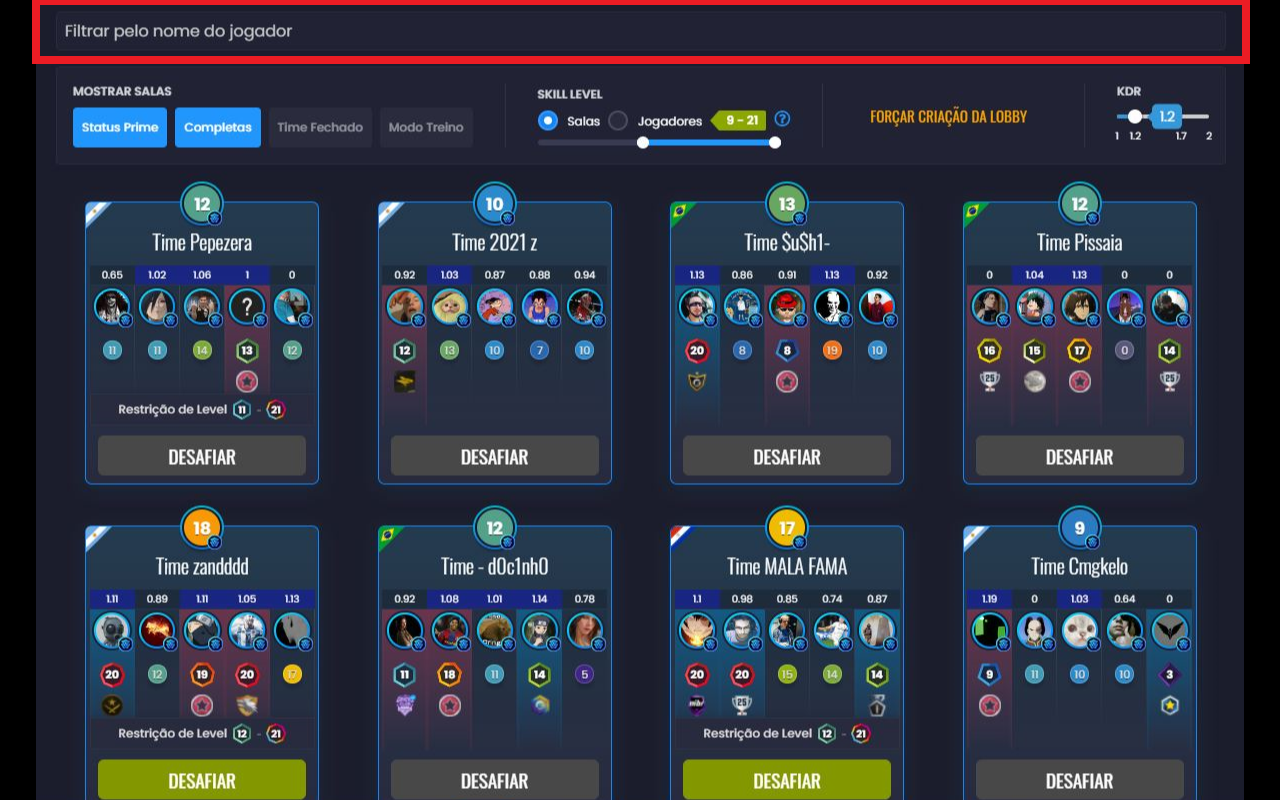 Filtrar pelo nome do jogador
MOSTRAR SALAS
Status Prime Completas Time Fechado Modo Treino
SKILL LEVEL
Salas Jogadores 9 - 21 ?
FORÇAR CRIAÇÃO DA LOBBY
KDR
1.2
1 1.2 1.7 2
12 10 13 12
Time Pepezera Time 2021 z Time $u$h1- Time Pissaia
0.65 1.02 1.06 1 0 0.92 1.03 0.87 0.88 0.94 1.13 0.86 0.91 1.13 0.92 0 1.04 1.13 0 0
?
11 11 14 13 12 12 13 10 7 10 20 8 8 19 10 16 15 17 0 14
25 25
Restrição de Level 11 - 21
DESAFIAR DESAFIAR DESAFIAR DESAFIAR
18 12 17 9
Time zandddd Time - d0c1nh0 Time MALA FAMA Time Cmgkelo
1.11 0.89 1.11 1.05 1.13 0.92 1.08 1.01 1.14 0.78 1.1 0.98 0.85 0.74 0.87 1.19 0 1.03 0.64 0
20 12 19 20 17 11 18 11 14 5 20 20 15 14 14 9 11 10 10 3
25
Restrição de Level 12 - 21 Restrição de Level 12 - 21
DESAFIAR DESAFIAR DESAFIAR DESAFIAR